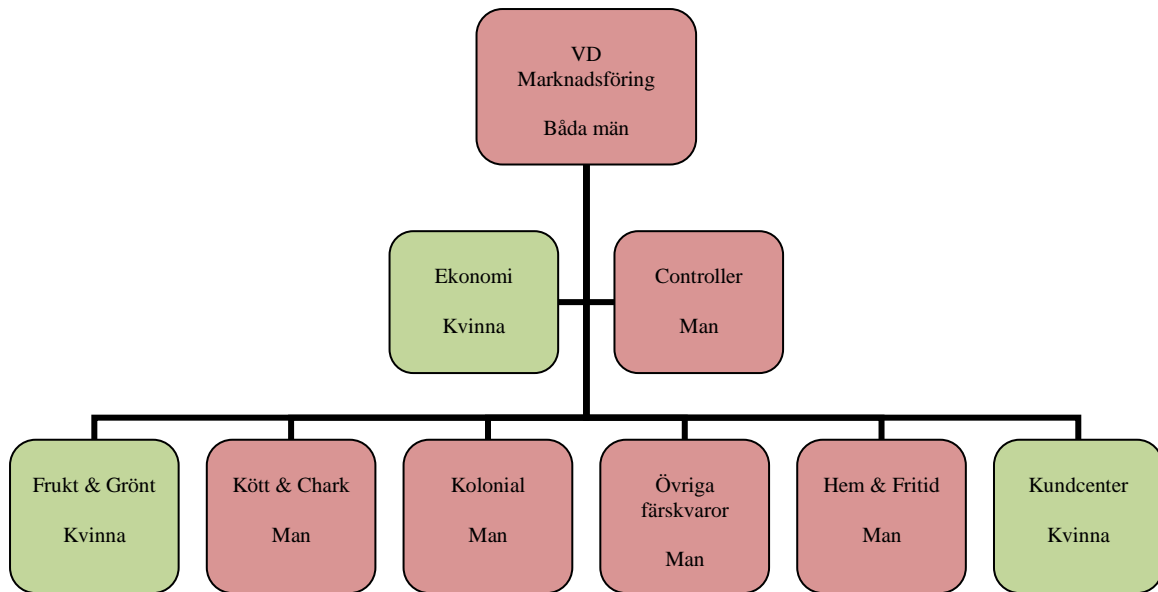 VD
Marknadsföring
Båda män
Ekonomi
Kvinna
Controller
Man
Frukt & Grönt
Kvinna
Kött & Chark
Man
Kolonial
Man
Övriga
färskvaror
Man
Hem & Fritid
Man
Kundcenter
Kvinna